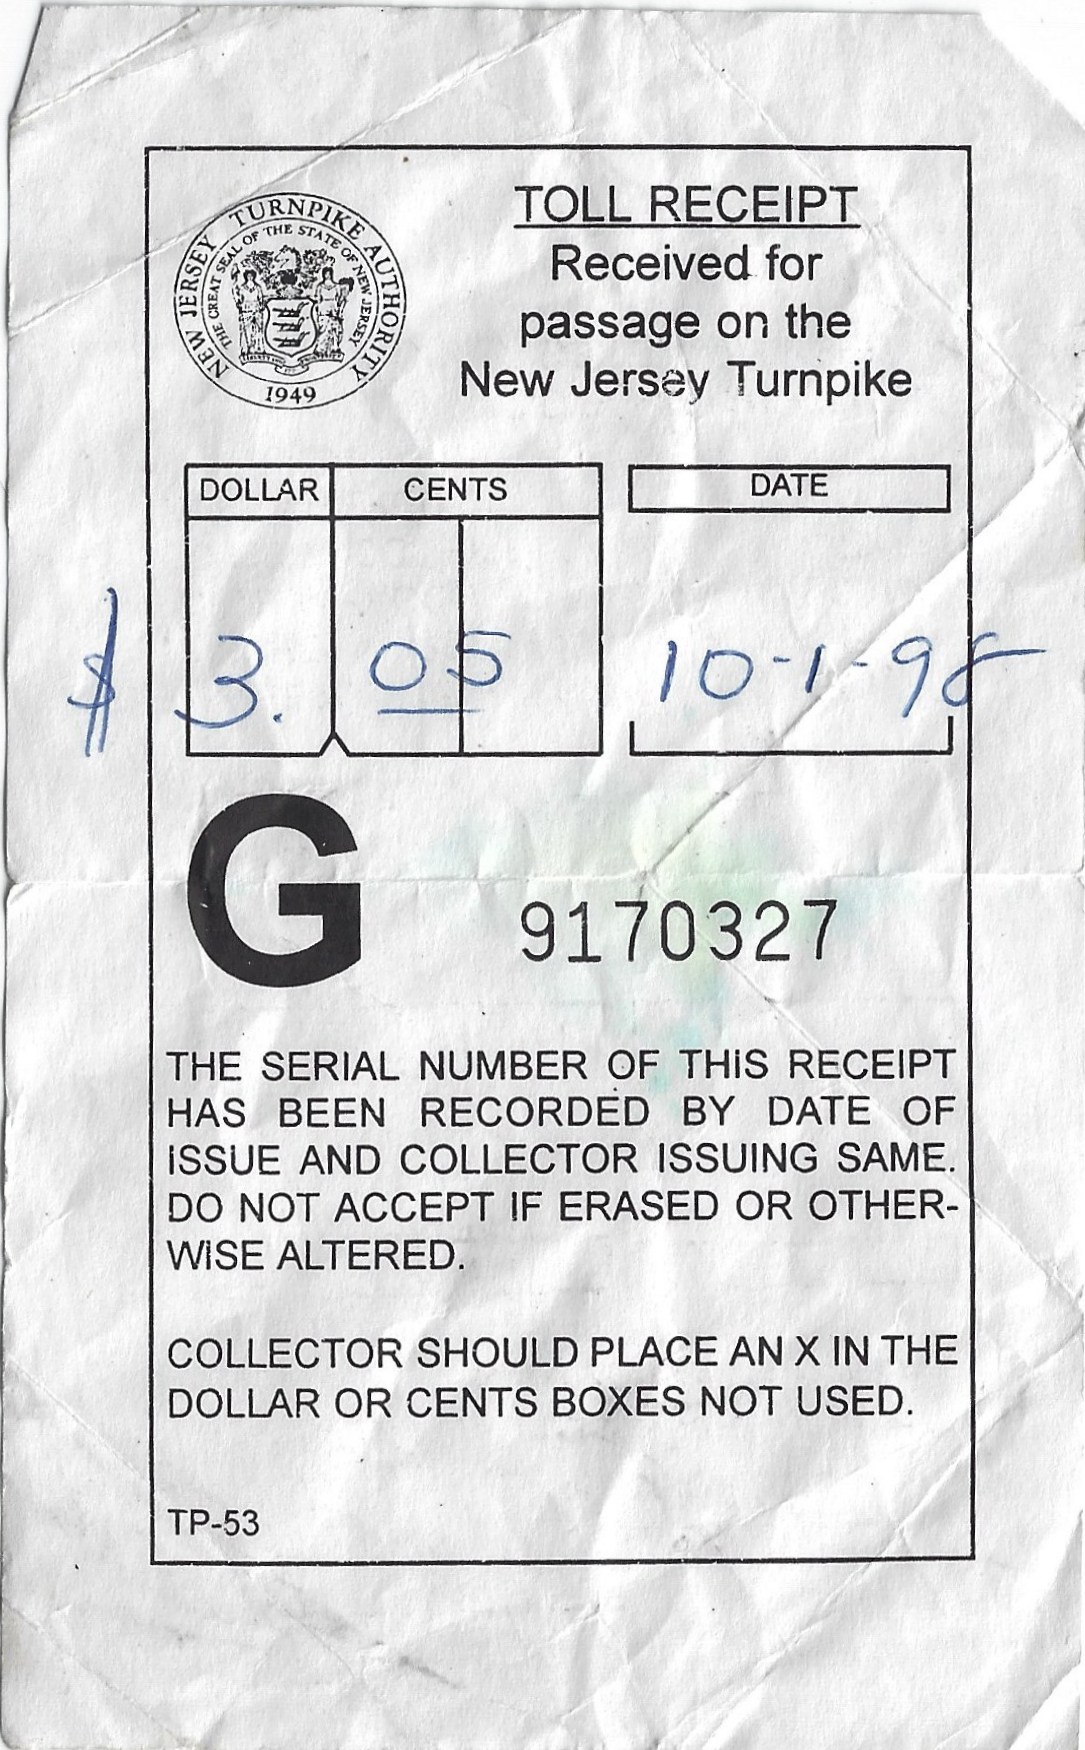 NEW JERSEY TURNPIKE AUTHORITY
THE GREAT SEAL OF THE STATE OF NEW JERSEY
1949
TOLL RECEIPT
Received for
passage on the
New Jersey Turnpike
DOLLAR CENTS DATE
$ 3. 05 10-1-98
G 9170327
THE SERIAL NUMBER OF THIS RECEIPT
HAS BEEN RECORDED BY DATE OF
ISSUE AND COLLECTOR ISSUING SAME.
DO NOT ACCEPT IF ERASED OR OTHER-
WISE ALTERED.
COLLECTOR SHOULD PLACE AN X IN THE
DOLLAR OR CENTS BOXES NOT USED.
TP-53